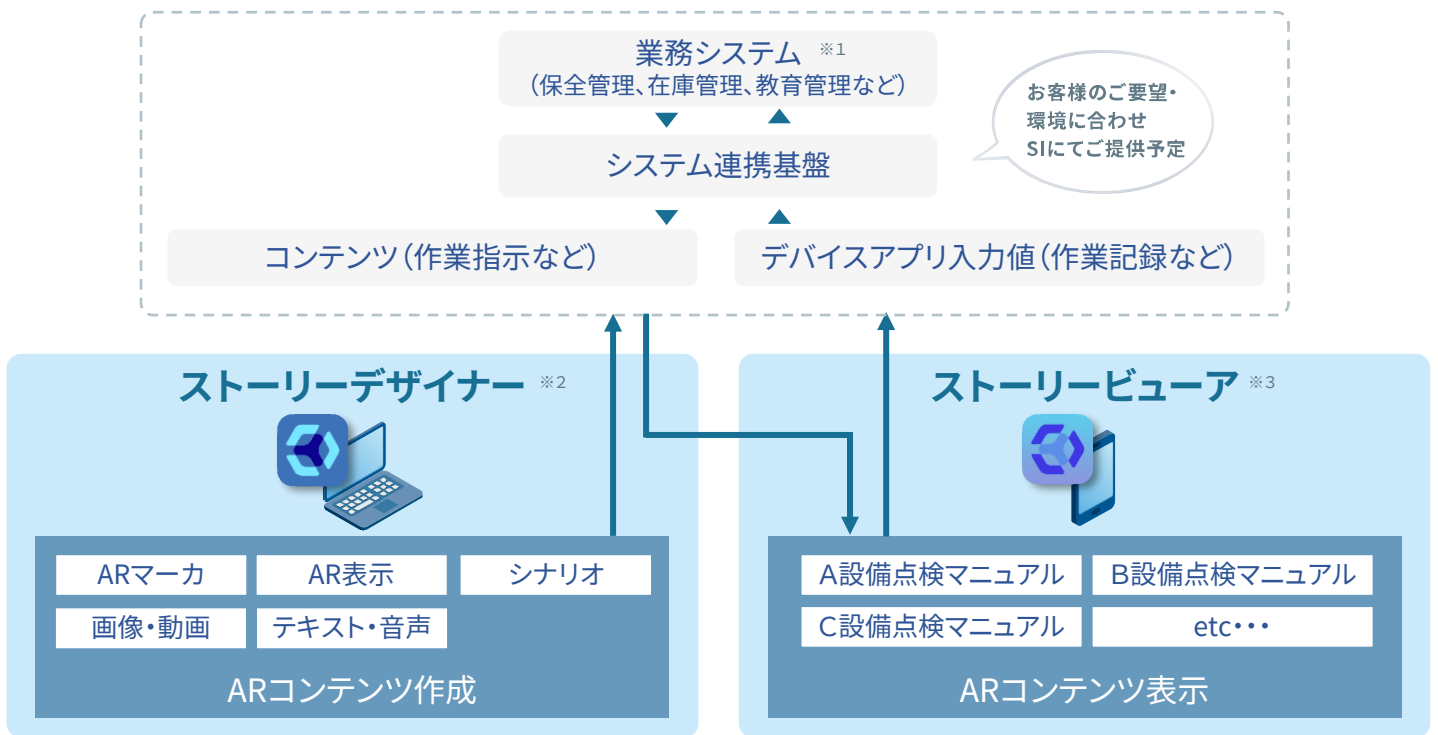 業務システム ※1
（保全管理、在庫管理、教育管理など）
お客様のご要望・
環境に合わせ
SIにてご提供予定
システム連携基盤
コンテンツ（作業指示など）
デバイスアプリ入力値（作業記録など）
ストーリーデザイナー ※2
ARマーカ
AR表示
シナリオ
画像・動画
テキスト・音声
ARコンテンツ作成
ストーリービューア ※3
A設備点検マニュアル
B設備点検マニュアル
C設備点検マニュアル
etc・・・
ARコンテンツ表示